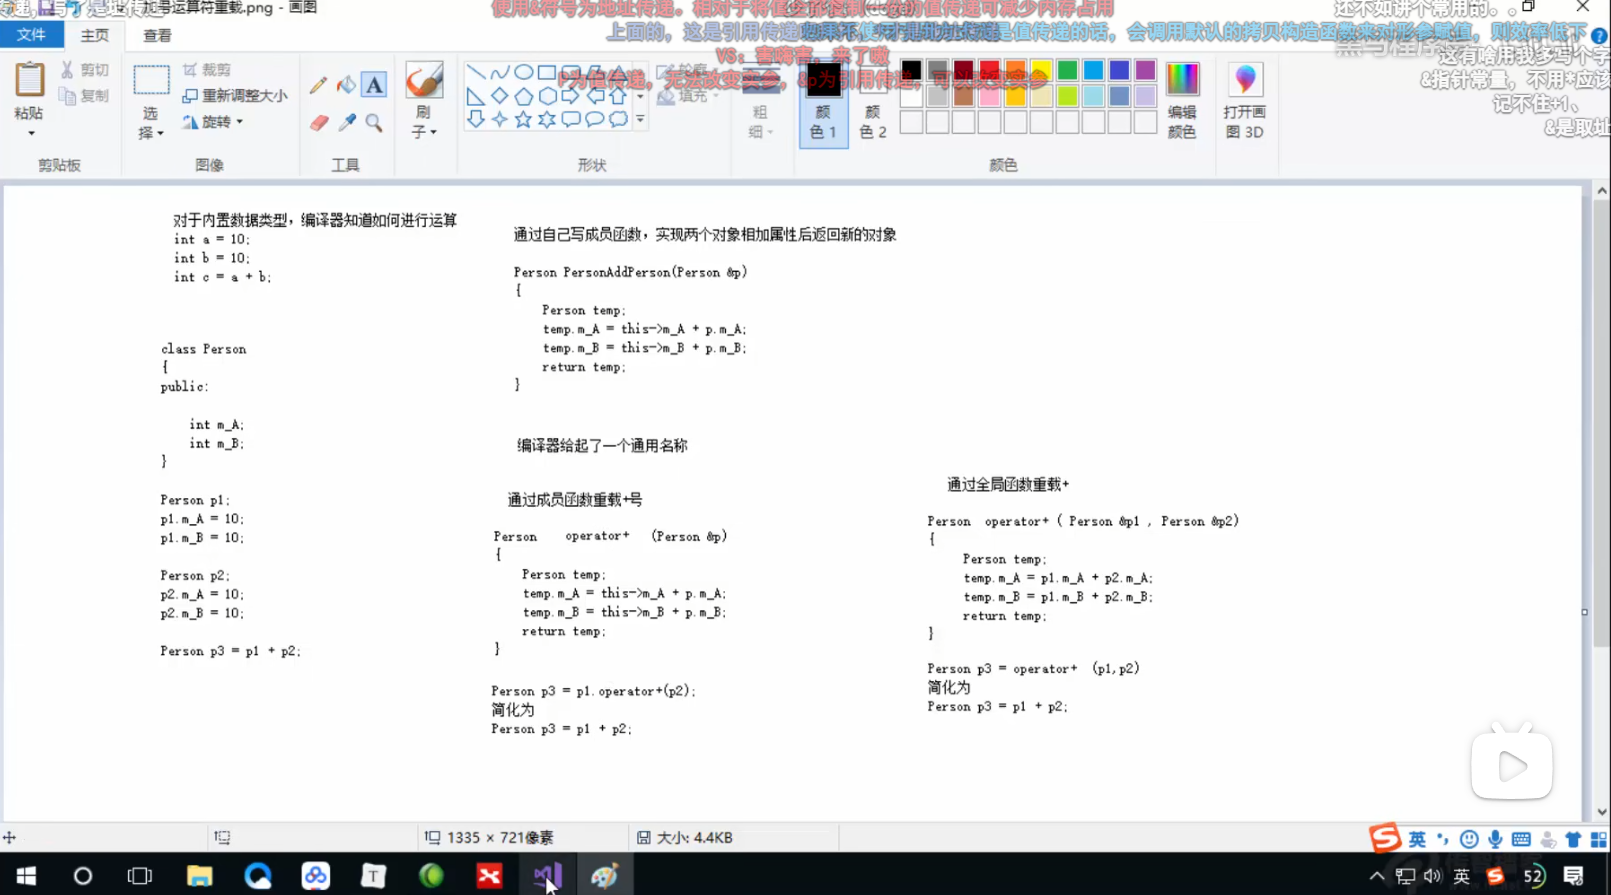 加号运算符重载.png - 画图
文件
主页
查看
使用&符号为地址传递。相对于将值全部
值传递可减少内存占用
上面的，这是引用传递
是值传递的话，会调用默认的拷贝构造函数来对形参赋值，则效率低下
VS：害嗨害，来了嗷
P为值传递，无法改变实参，&p为引用传递，可以改变实参
还不如讲个常用的。
这有啥用我多写个字
&指针常量，不用*应该
记不住+1、
&是取址
粘贴
剪切
复制
剪贴板
选择
裁剪
重新调整大小
旋转
图像
工具
刷子
形状
填充
粗细
颜色 1
颜色 2
编辑颜色
颜色
打开画图 3D
对于内置数据类型，编译器知道如何进行运算
int a = 10;
int b = 10;
int c = a + b;
class Person
{
public:
int m_A;
int m_B;
}
Person p1;
p1.m_A = 10;
p1.m_B = 10;
Person p2;
p2.m_A = 10;
p2.m_B = 10;
Person p3 = p1 + p2;
通过自己写成员函数，实现两个对象相加属性后返回新的对象
Person PersonAddPerson(Person &p)
{
Person temp;
temp.m_A = this->m_A + p.m_A;
temp.m_B = this->m_B + p.m_B;
return temp;
}
编译器给起了一个通用名称
通过成员函数重载+号
Person operator+ (Person &p)
{
Person temp;
temp.m_A = this->m_A + p.m_A;
temp.m_B = this->m_B + p.m_B;
return temp;
}
Person p3 = p1.operator+(p2);
简化为
Person p3 = p1 + p2;
通过全局函数重载+
Person operator+ ( Person &p1 , Person &p2)
{
Person temp;
temp.m_A = p1.m_A + p2.m_A;
temp.m_B = p1.m_B + p2.m_B;
return temp;
}
Person p3 = operator+ (p1,p2)
简化为
Person p3 = p1 + p2;
1335 × 721像素
大小: 4.4KB
英
英
52